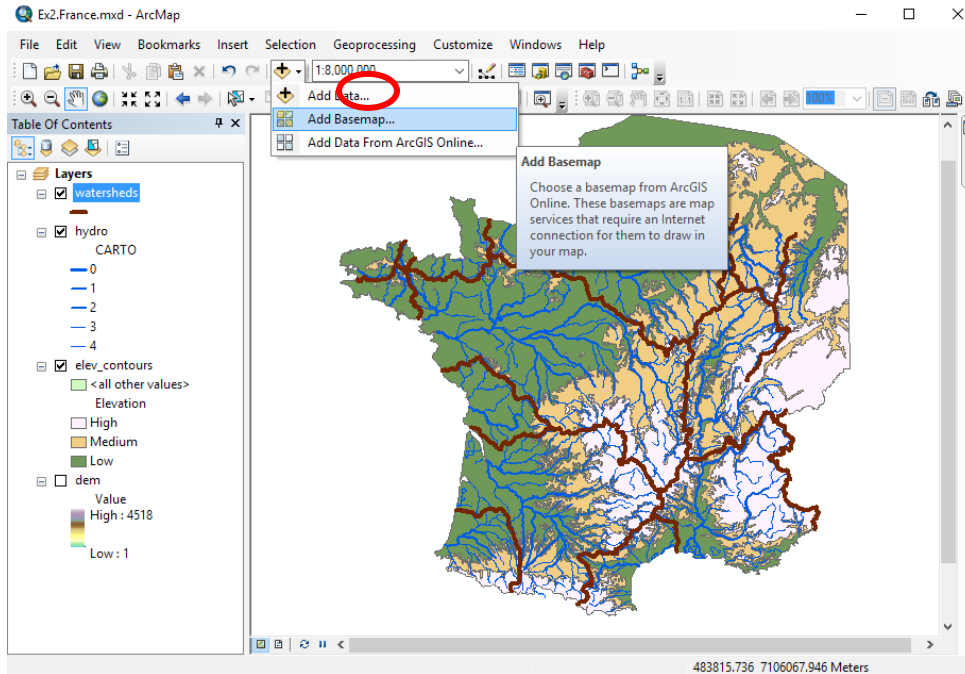 Ex2.France.mxd - ArcMap
File Edit View Bookmarks Insert Selection Geoprocessing Customize Windows Help
1:8,000,000
Add Data...
100%
Table Of Contents
Add Basemap...
Add Data From ArcGIS Online...
Add Basemap
Choose a basemap from ArcGIS
Online. These basemaps are map
services that require an Internet
connection for them to draw in
your map.
Layers
watersheds
hydro
CARTO
0
1
2
3
4
elev_contours
<all other values>
Elevation
High
Medium
Low
dem
Value
High : 4518
Low : 1
483815.736 7106067.946 Meters